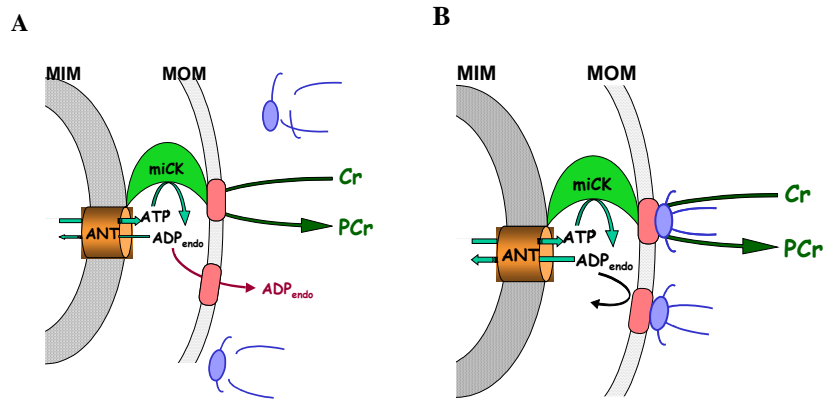 A
MIM MOM
miCK
Cr
ATP
PCr
ANT
ADPendo
ADPendo
B
MIM MOM
miCK
Cr
ATP
PCr
ANT
ADPendo